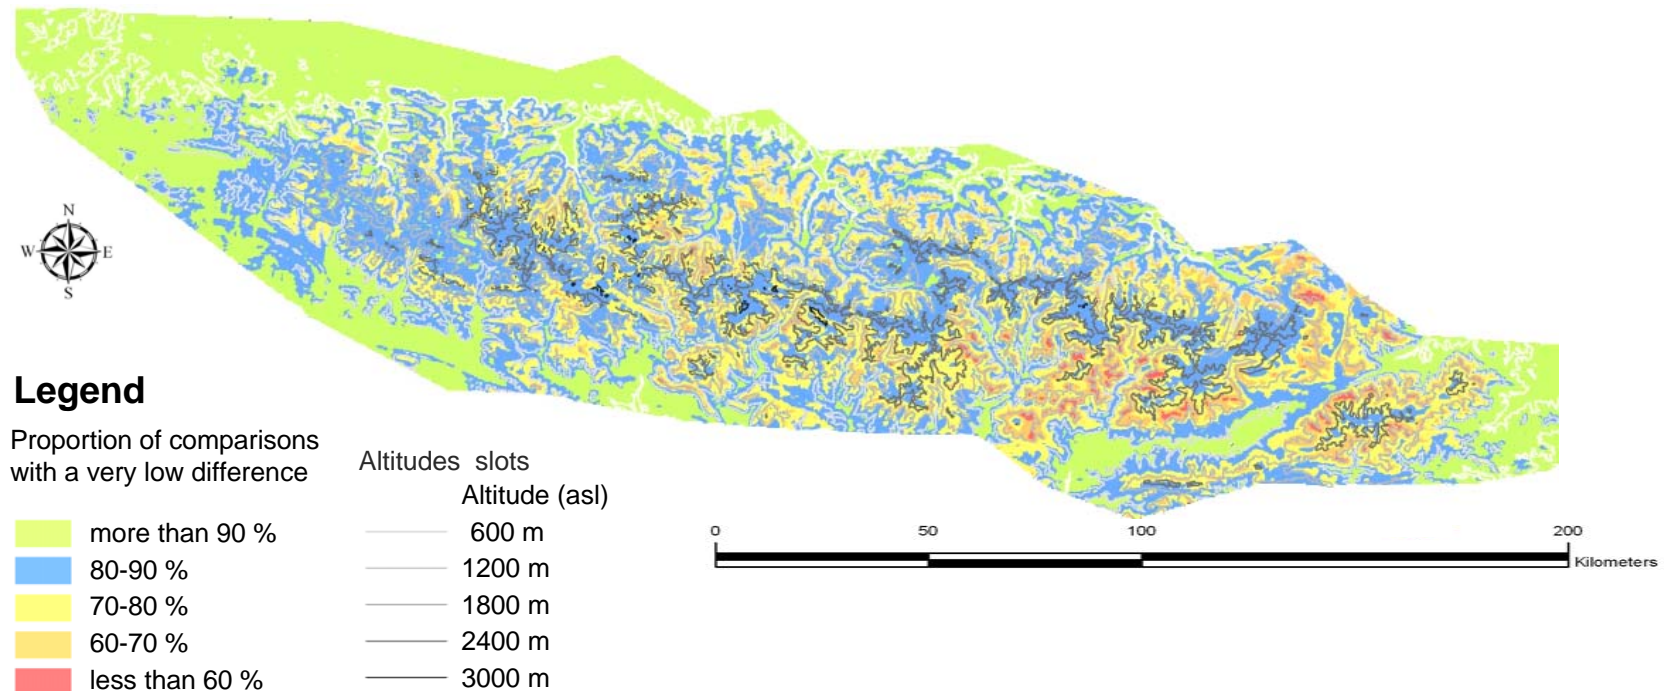 N
W E
S
Legend
Proportion of comparisons
with a very low difference
more than 90 %
80-90 %
70-80 %
60-70 %
less than 60 %
Altitudes slots
Altitude (asl)
600 m
1200 m
1800 m
2400 m
3000 m
0 50 100 200
Kilometers